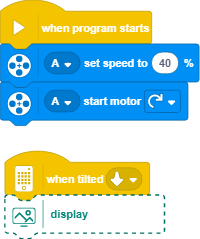 when program starts
A set speed to 40 %
A start motor
when tilted
display